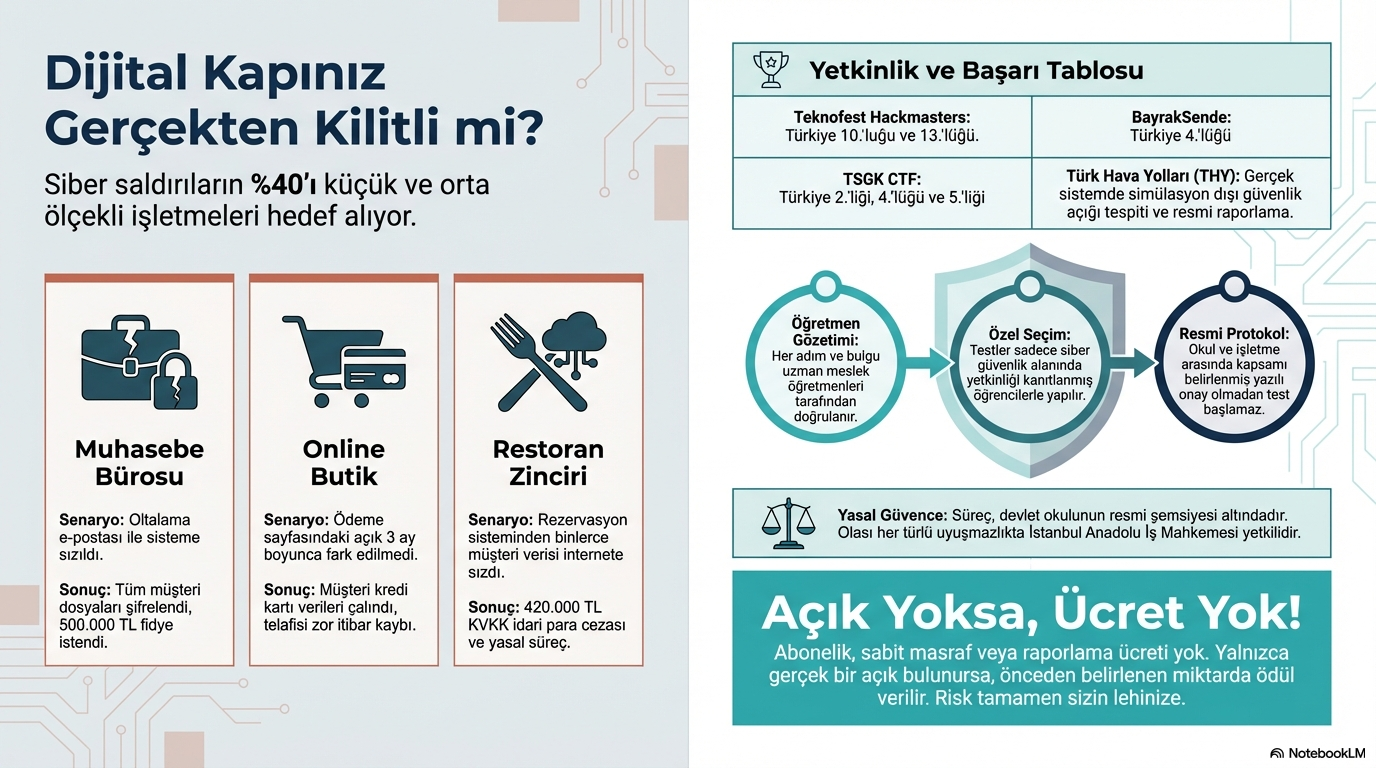 Dijital Kapınız
Gerçekten Kilitli mi?
Siber saldırıların %40’ı küçük ve orta
ölçekli işletmeleri hedef alıyor.
Muhasebe
Bürosu
Senaryo: Oltalama
e-postası ile sisteme
sızıldı.
Sonuç: Tüm müşteri
dosyaları şifrelendi,
500.000 TL fidye
istendi.
Online
Butik
Senaryo: Ödeme
sayfasındaki açık 3 ay
boyunca fark edilmedi.
Sonuç: Müşteri kredi
kartı verileri çalındı,
telafisi zor itibar kaybı.
Restoran
Zinciri
Senaryo: Rezervasyon
sisteminden binlerce
müşteri verisi internete
sızdı.
Sonuç: 420.000 TL
KVKK idari para cezası
ve yasal süreç.
Yetkinlik ve Başarı Tablosu
Teknofest Hackmasters:
Türkiye 10.'luğu ve 13.'lüğü.
BayrakSende:
Türkiye 4.'lüğü
TSGK CTF:
Türkiye 2.'liği, 4.'lüğü ve 5.'liği
Türk Hava Yolları (THY): Gerçek
sistemde simülasyon dışı güvenlik
açığı tespiti ve resmi raporlama.
Öğretmen
Gözetimi:
Her adım ve bulgu
uzman meslek
öğretmenleri
tarafından
doğrulanır.
Özel Seçim:
Testler sadece siber
güvenlik alanında
yetkinliği kanıtlanmış
öğrencilerle yapılır.
Resmi Protokol:
Okul ve işletme
arasında kapsamı
belirlenmiş yazılı
onay olmadan test
başlamaz.
Yasal Güvence: Süreç, devlet okulunun resmi şemsiyesi altındadır.
Olası her türlü uyuşmazlıkta İstanbul Anadolu İş Mahkemesi yetkilidir.
Açık Yoksa, Ücret Yok!
Abonelik, sabit masraf veya raporlama ücreti yok. Yalnızca
gerçek bir açık bulunursa, önceden belirlenen miktarda ödül
verilir. Risk tamamen sizin lehinize.
NotebookLM